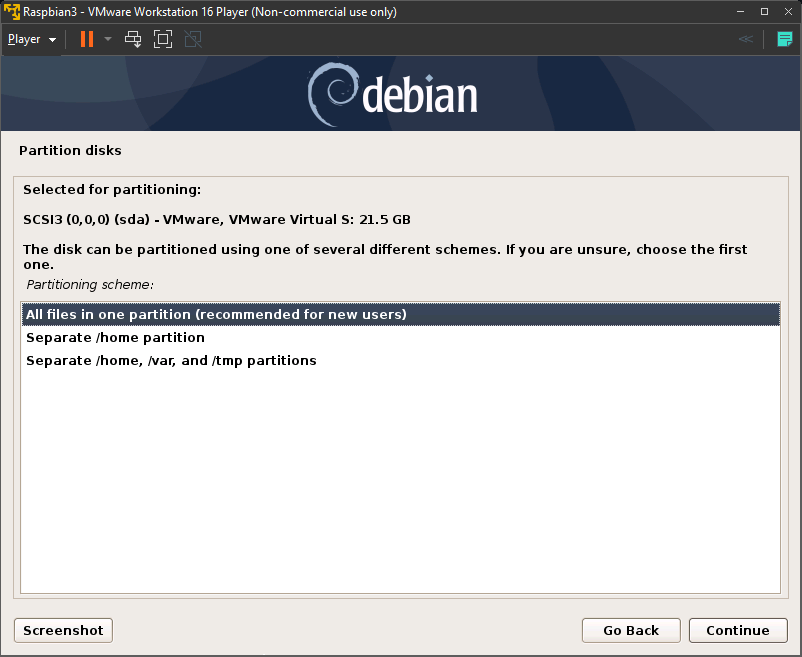 Raspbian3 - VMware Workstation 16 Player (Non-commercial use only)
Player
debian
Partition disks
Selected for partitioning:
SCSI3 (0,0,0) (sda) - VMware, VMware Virtual S: 21.5 GB
The disk can be partitioned using one of several different schemes. If you are unsure, choose the first
one.
Partitioning scheme:
All files in one partition (recommended for new users)
Separate /home partition
Separate /home, /var, and /tmp partitions
Screenshot
Go Back
Continue